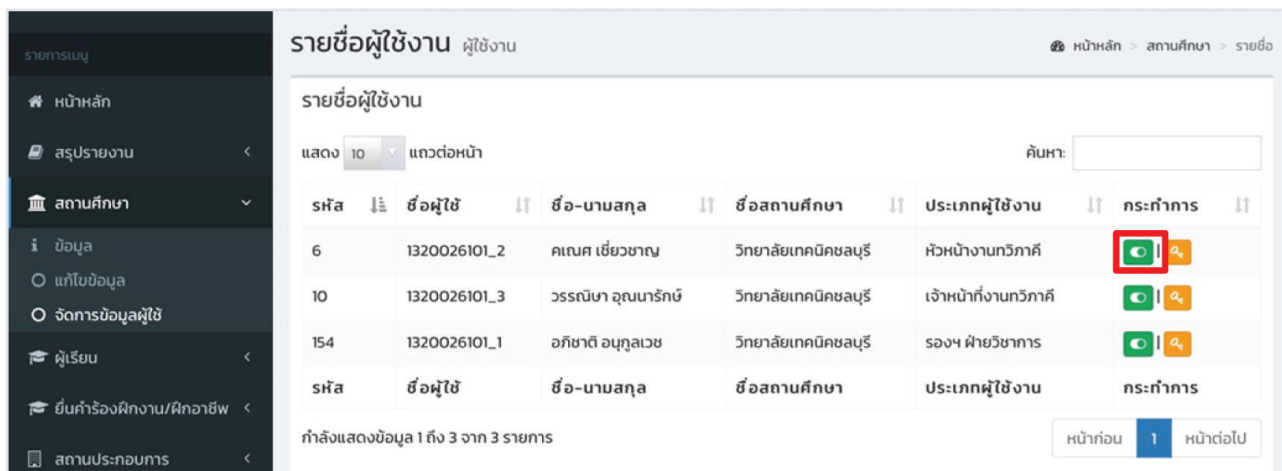 รายการเมนู
หน้าหลัก
สรุปรายงาน
สถานศึกษา
ข้อมูล
แก้ไขข้อมูล
จัดการข้อมูลผู้ใช้
ผู้เรียน
ยื่นคำร้องฝึกงาน/ฝึกอาชีพ
สถานประกอบการ
รายชื่อผู้ใช้งาน ผู้ใช้งาน
หน้าหลัก > สถานศึกษา > รายชื่อ
รายชื่อผู้ใช้งาน
แสดง 10 แถวต่อหน้า ค้นหา:
รหัส ชื่อผู้ใช้ ชื่อ-นามสกุล ชื่อสถานศึกษา ประเภทผู้ใช้งาน กระทำการ
6 1320026101_2 คเณศ เชี่ยวชาญ วิทยาลัยเทคนิคชลบุรี หัวหน้างานทวิภาคี |
10 1320026101_3 วรรณิษา อุณนารักษ์ วิทยาลัยเทคนิคชลบุรี เจ้าหน้าที่งานทวิภาคี |
154 1320026101_1 อภิชาติ อนุกูลเวช วิทยาลัยเทคนิคชลบุรี รองฯ ฝ่ายวิชาการ |
รหัส ชื่อผู้ใช้ ชื่อ-นามสกุล ชื่อสถานศึกษา ประเภทผู้ใช้งาน กระทำการ
กำลังแสดงข้อมูล 1 ถึง 3 จาก 3 รายการ
หน้าก่อน 1 หน้าต่อไป